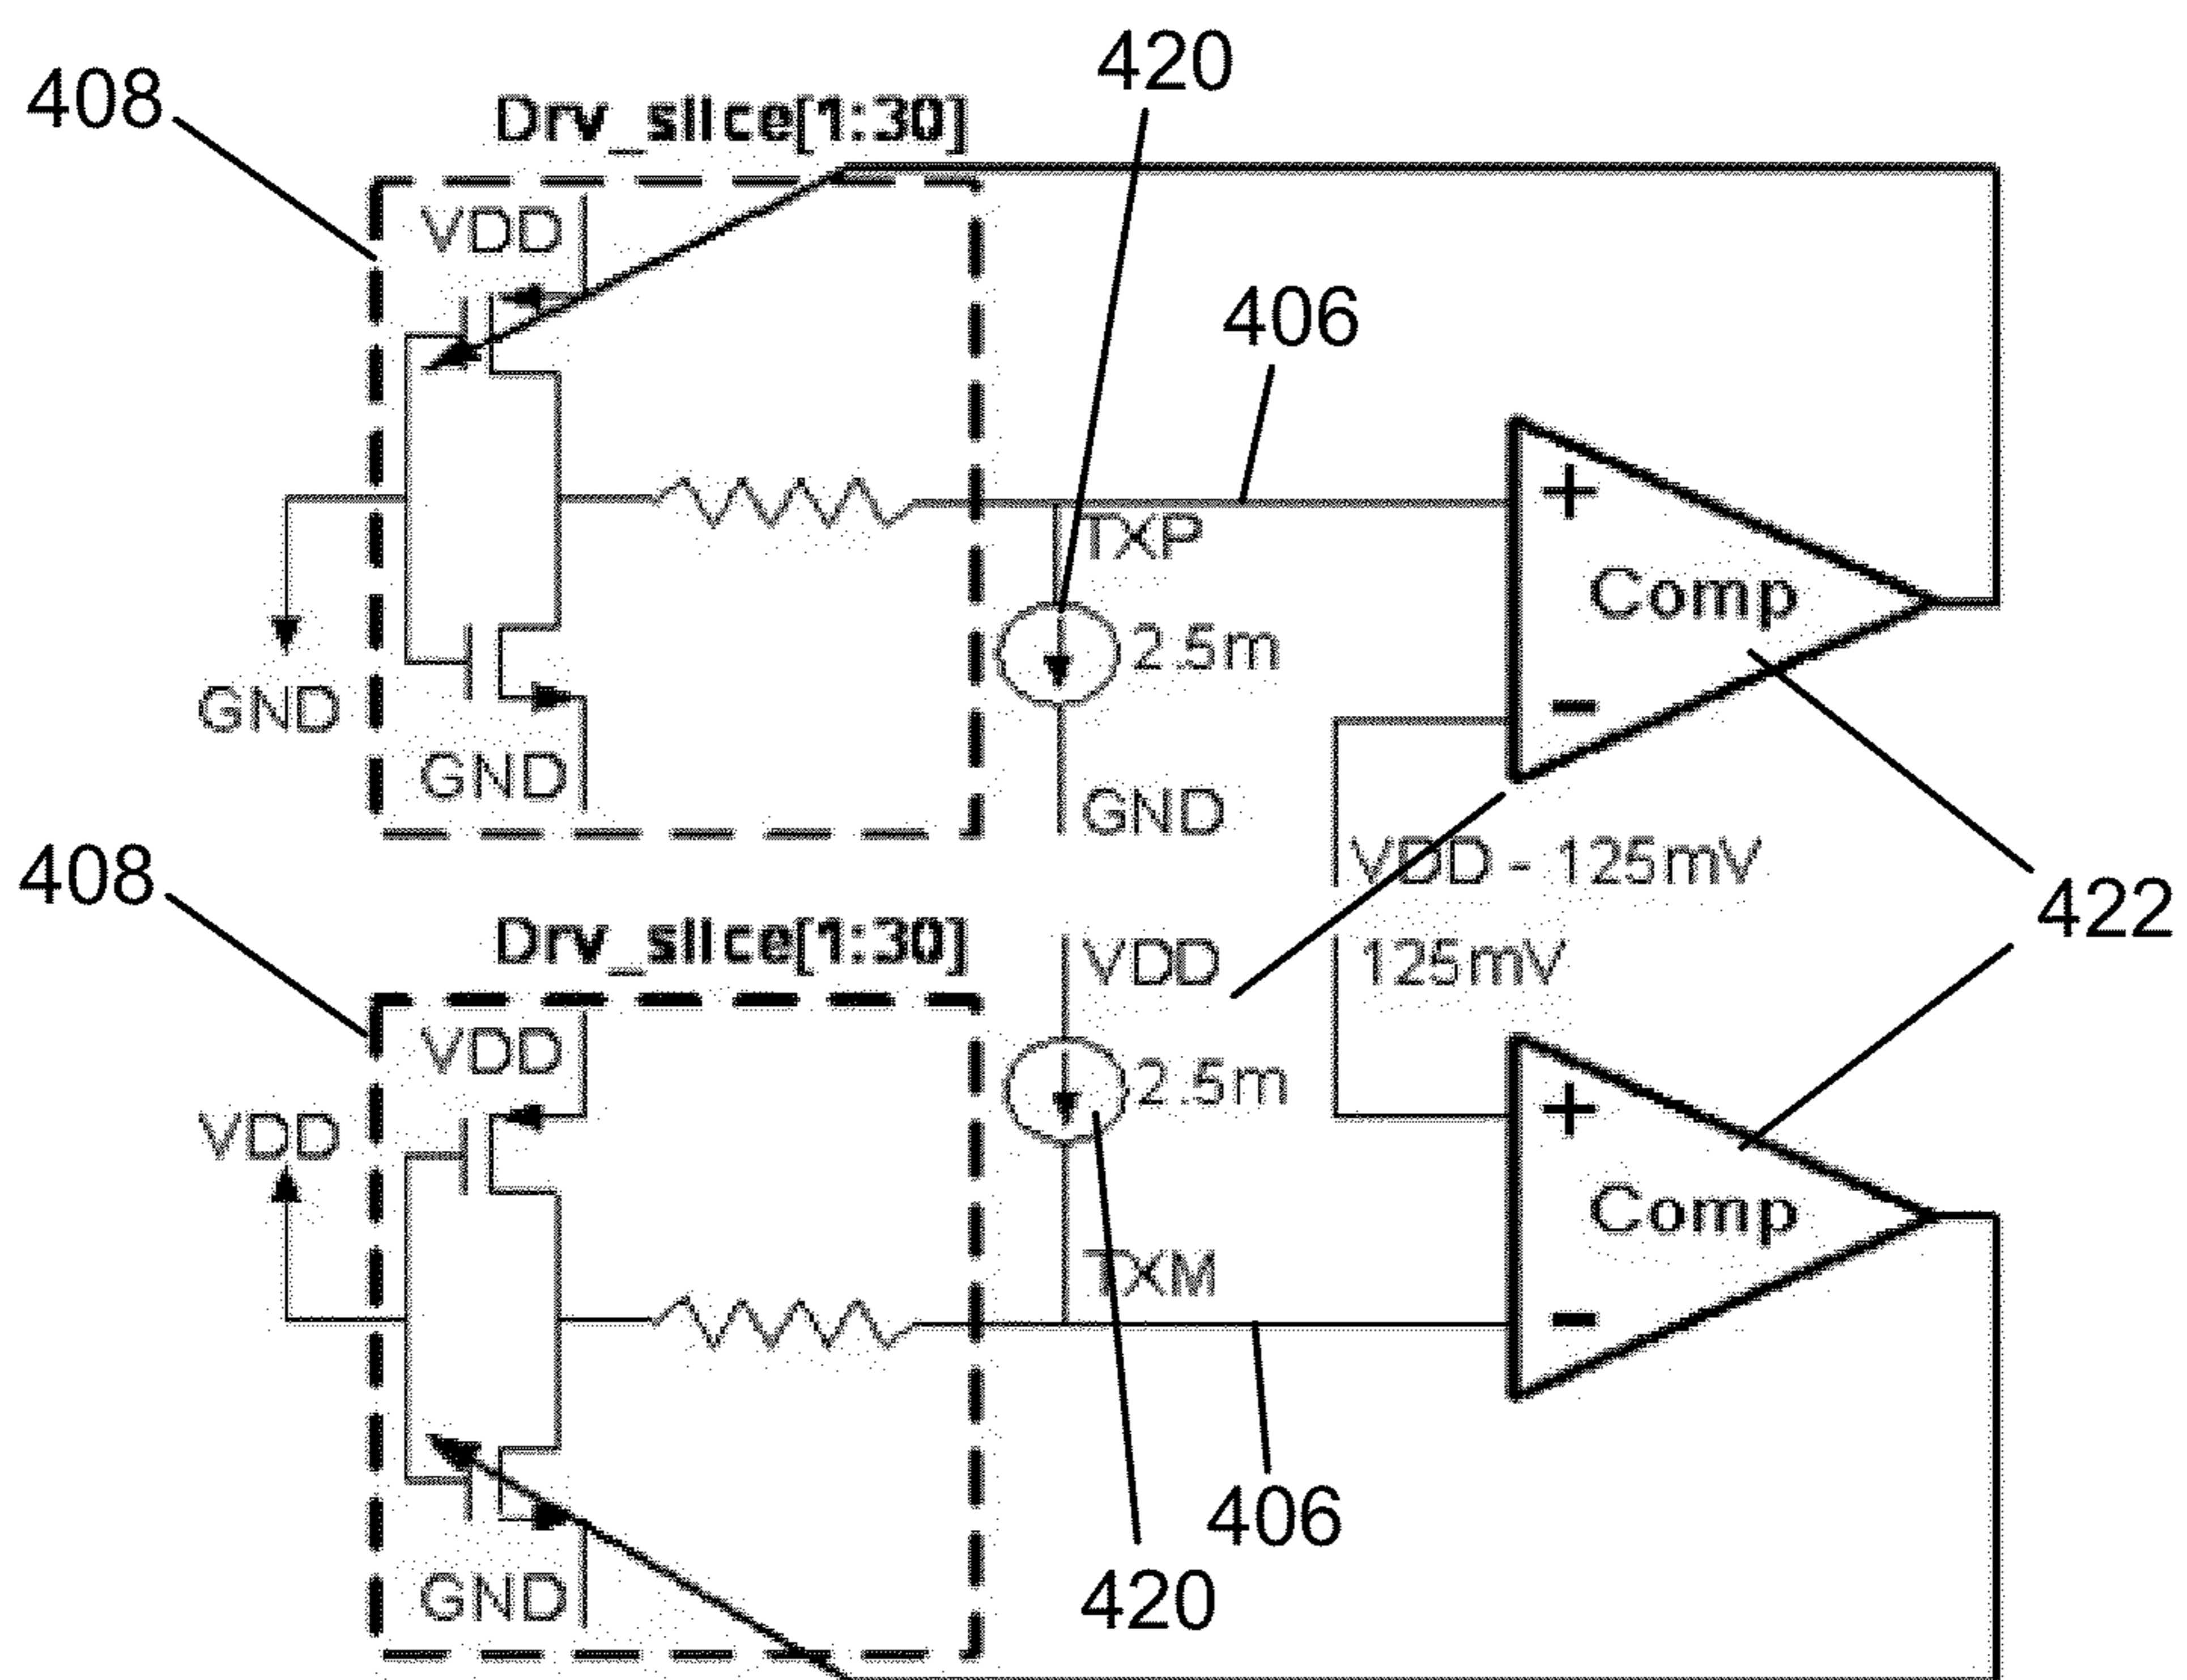 420
408
Drv_slice[1:30]
VDD
406
+
TXP
Comp
2.5m
GND
-
GND
GND
VDD - 125mV
408
422
Drv_slice[1:30]
VDD
125mV
VDD
2.5m
+
VDD
Comp
TXM
-
406
GND
420